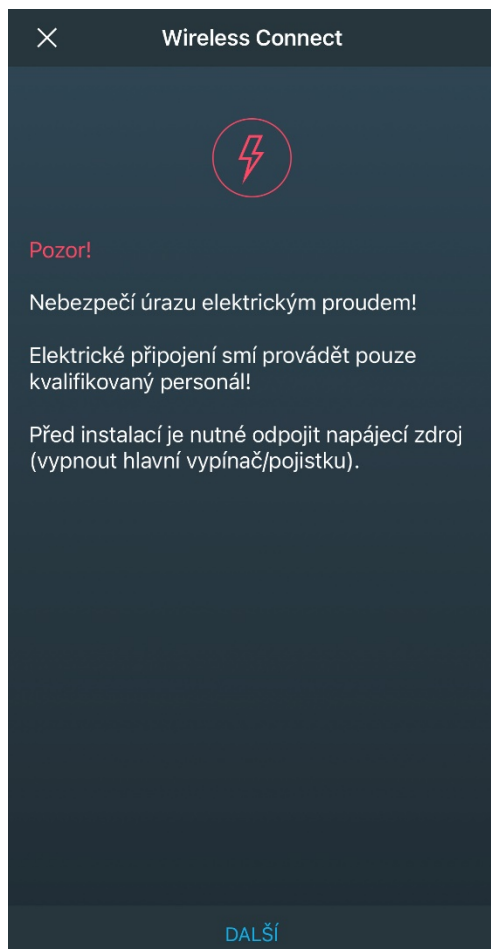 Wireless Connect
Pozor!
Nebezpečí úrazu elektrickým proudem!
Elektrické připojení smí provádět pouze
kvalifikovaný personál!
Před instalací je nutné odpojit napájecí zdroj
(vypnout hlavní vypínač/pojistku).
DALŠÍ